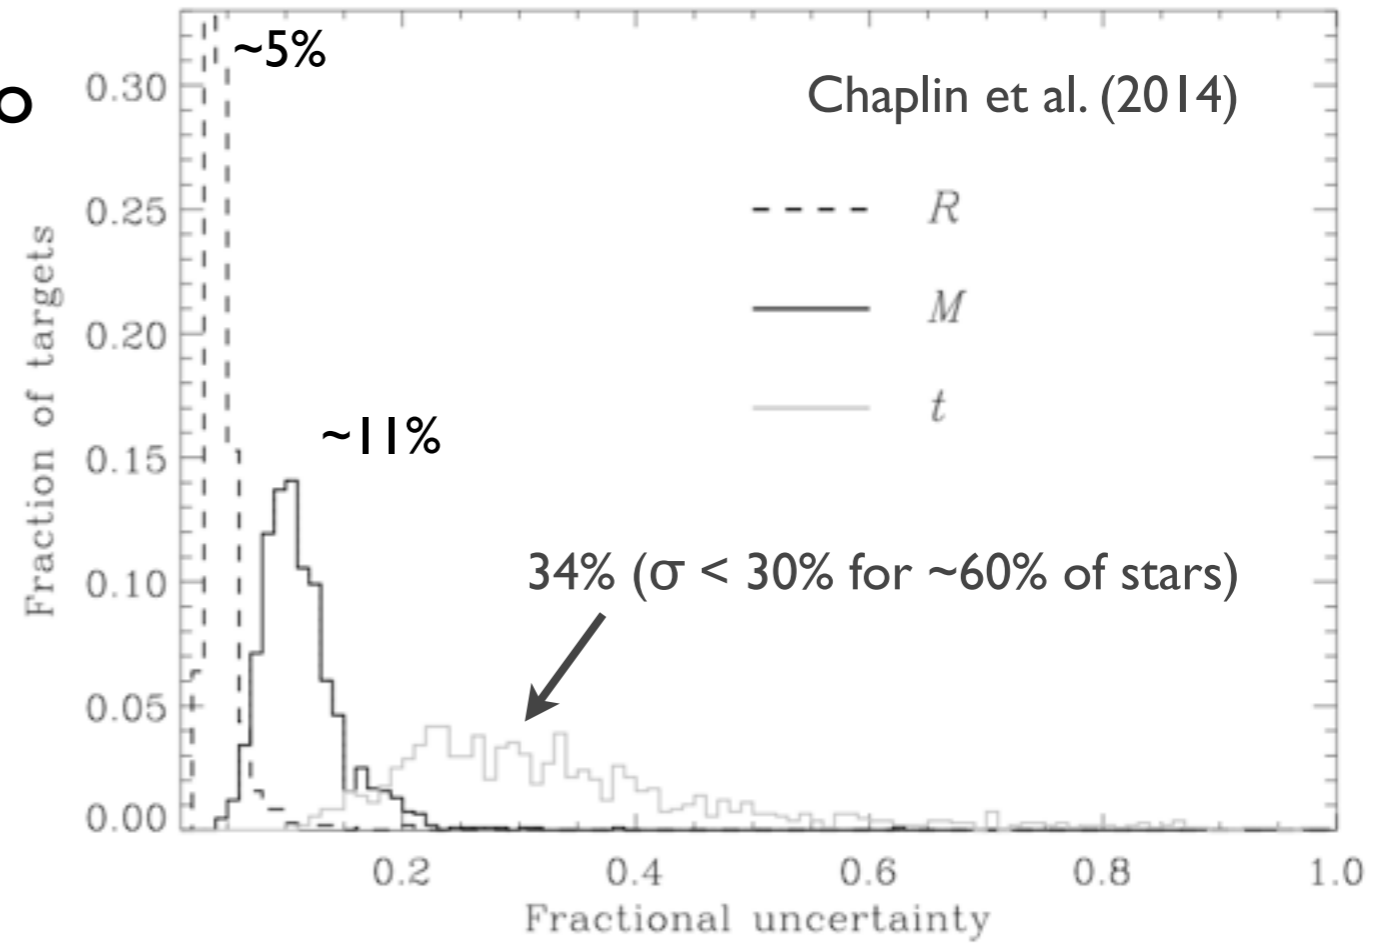 ~5%
o
Chaplin et al. (2014)
0.30
0.25
0.20
0.15
0.10
0.05
0.00
R
M
t
~11%
34% (σ < 30% for ~60% of stars)
Fraction of targets
0.2 0.4 0.6 0.8 1.0
Fractional uncertainty